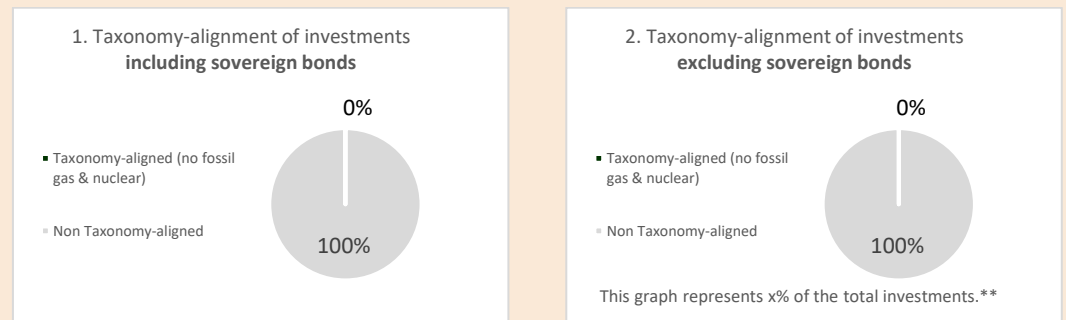 1. Taxonomy-alignment of investments
including sovereign bonds
0%
Taxonomy-aligned (no fossil
gas & nuclear)
Non Taxonomy-aligned
100%
2. Taxonomy-alignment of investments
excluding sovereign bonds
0%
Taxonomy-aligned (no fossil
gas & nuclear)
Non Taxonomy-aligned
100%
This graph represents x% of the total investments.**